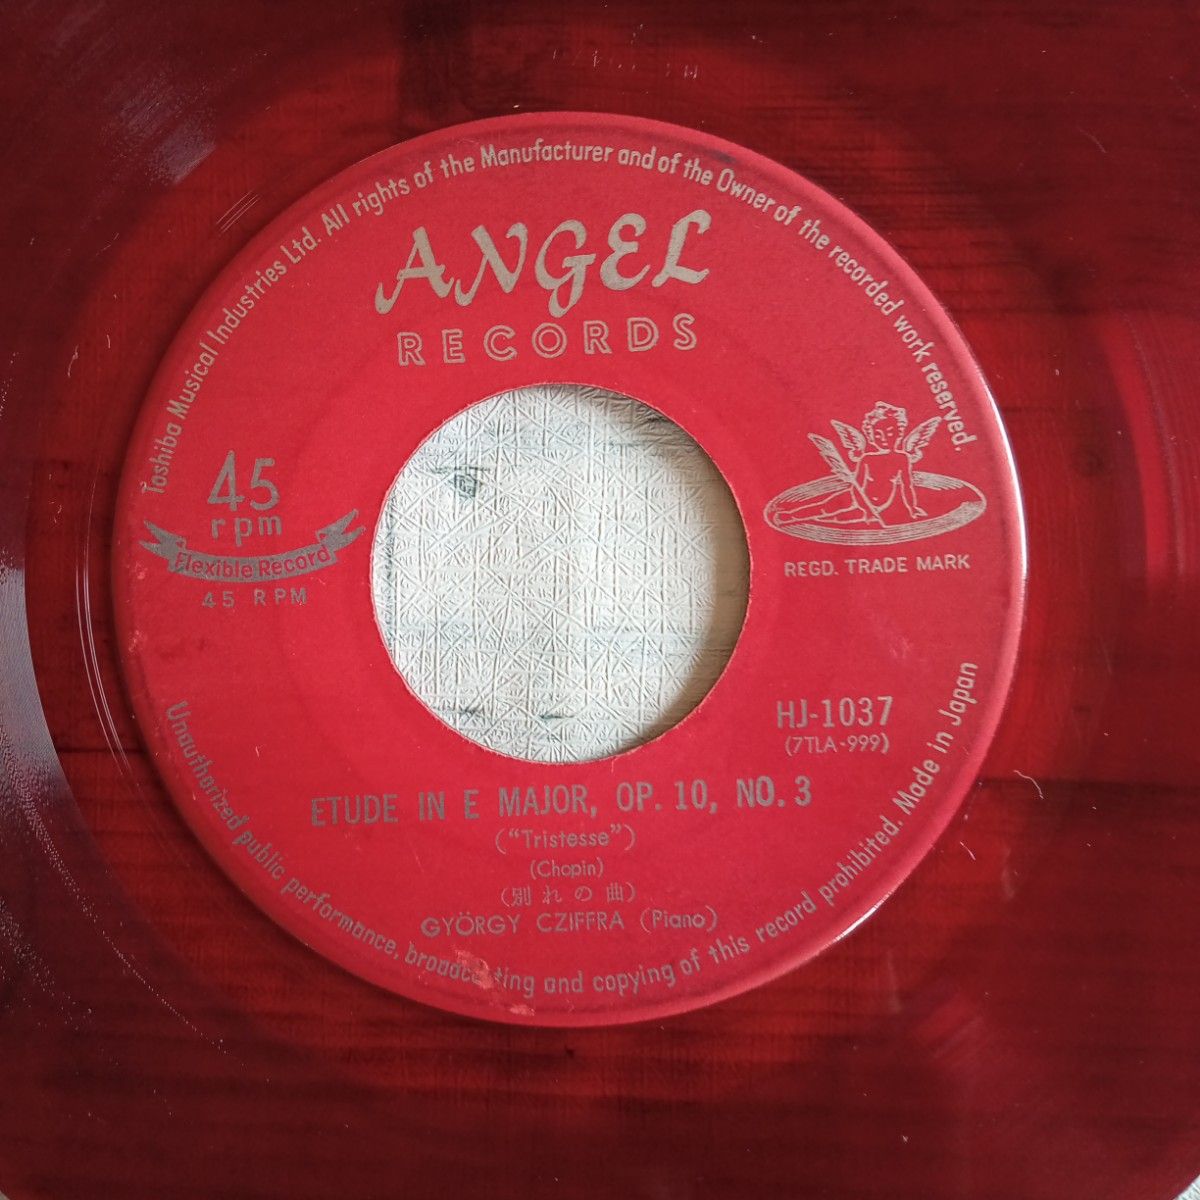 Toshiba Musical Industries Ltd. All rights of the Manufacturer and of the Owner of the recorded work reserved.
ANGEL
RECORDS
45
rpm
Flexible Record
45 RPM
REGD. TRADE MARK
HJ-1037
(7TLA-999)
ETUDE IN E MAJOR, OP. 10, NO. 3
("Tristesse")
(Chopin)
(別れの曲)
GYÖRGY CZIFFRA (Piano)
Unauthorized public performance, broadcasting and copying of this record prohibited. Made in Japan